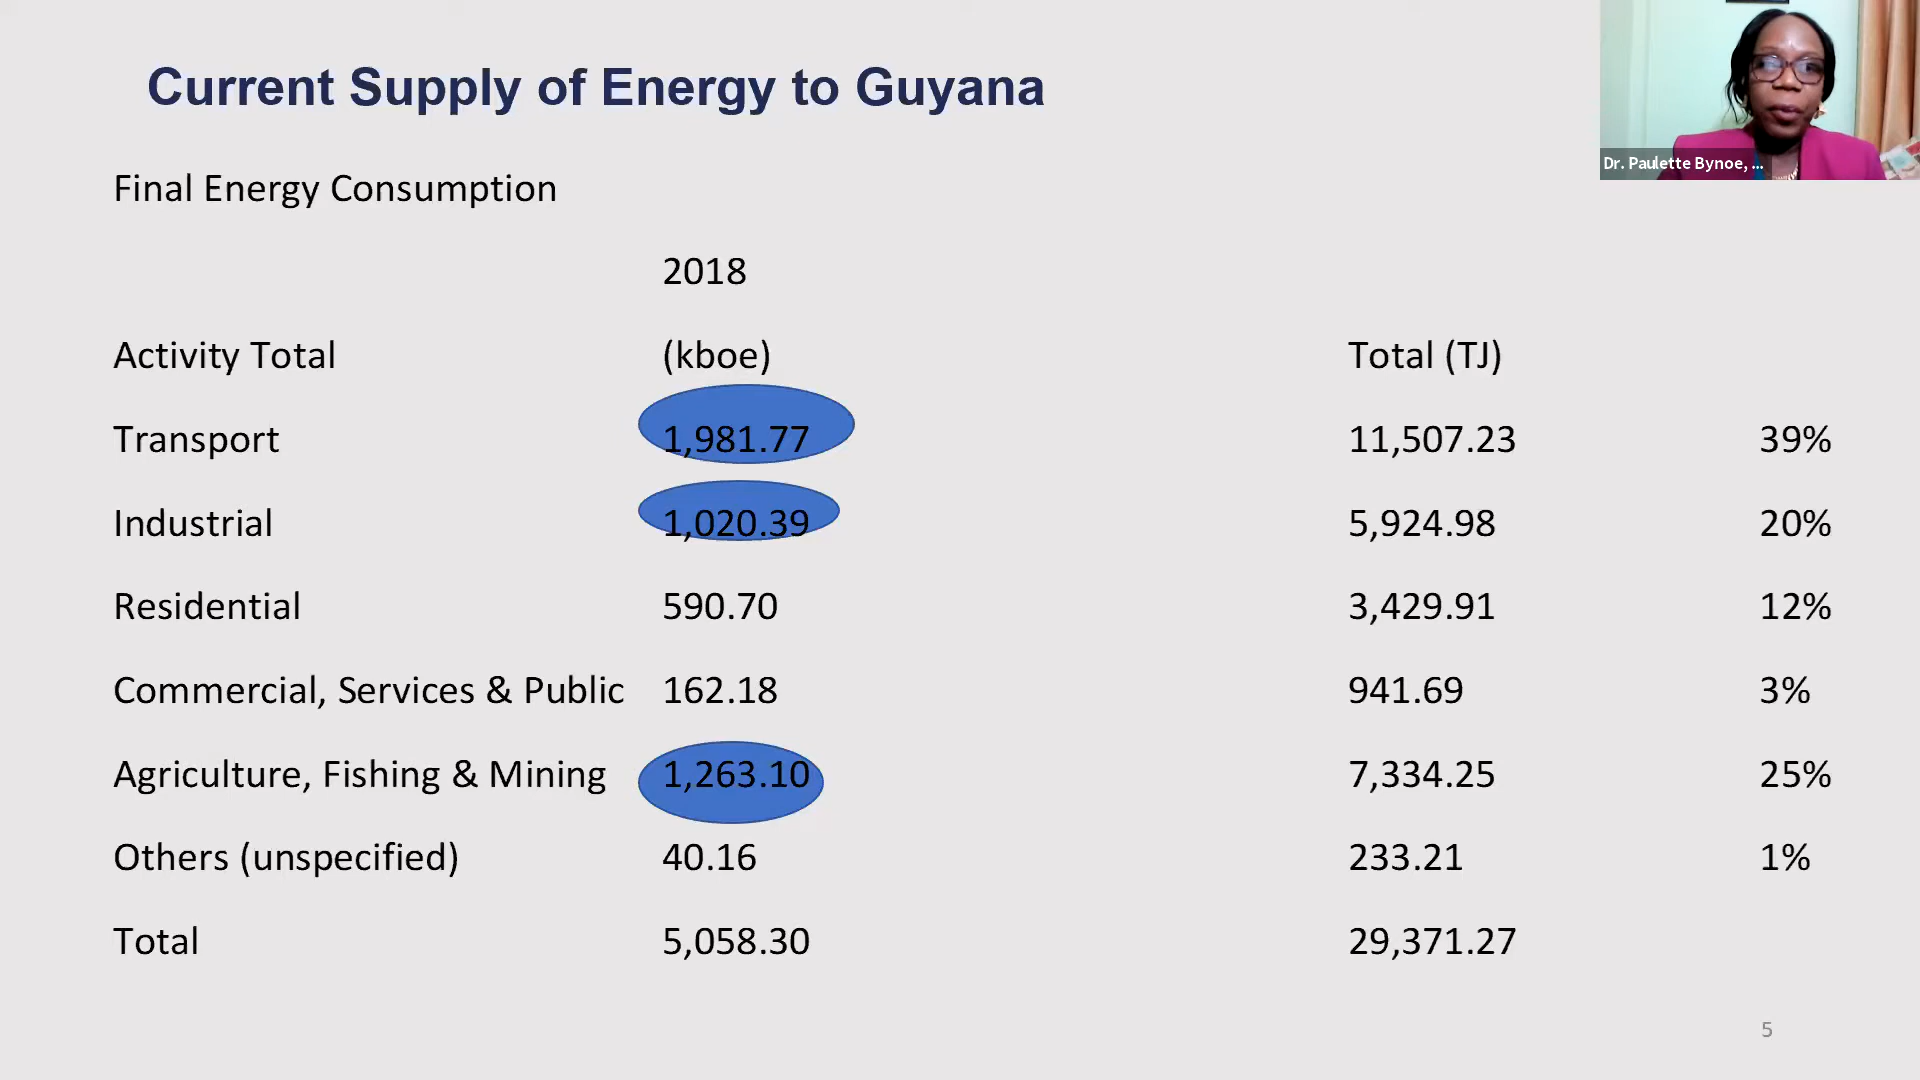 Current Supply of Energy to Guyana
Dr. Paulette Bynoe, ...
Final Energy Consumption
2018
Activity Total (kboe) Total (TJ)
Transport 1,981.77 11,507.23 39%
Industrial 1,020.39 5,924.98 20%
Residential 590.70 3,429.91 12%
Commercial, Services & Public 162.18 941.69 3%
Agriculture, Fishing & Mining 1,263.10 7,334.25 25%
Others (unspecified) 40.16 233.21 1%
Total 5,058.30 29,371.27
5